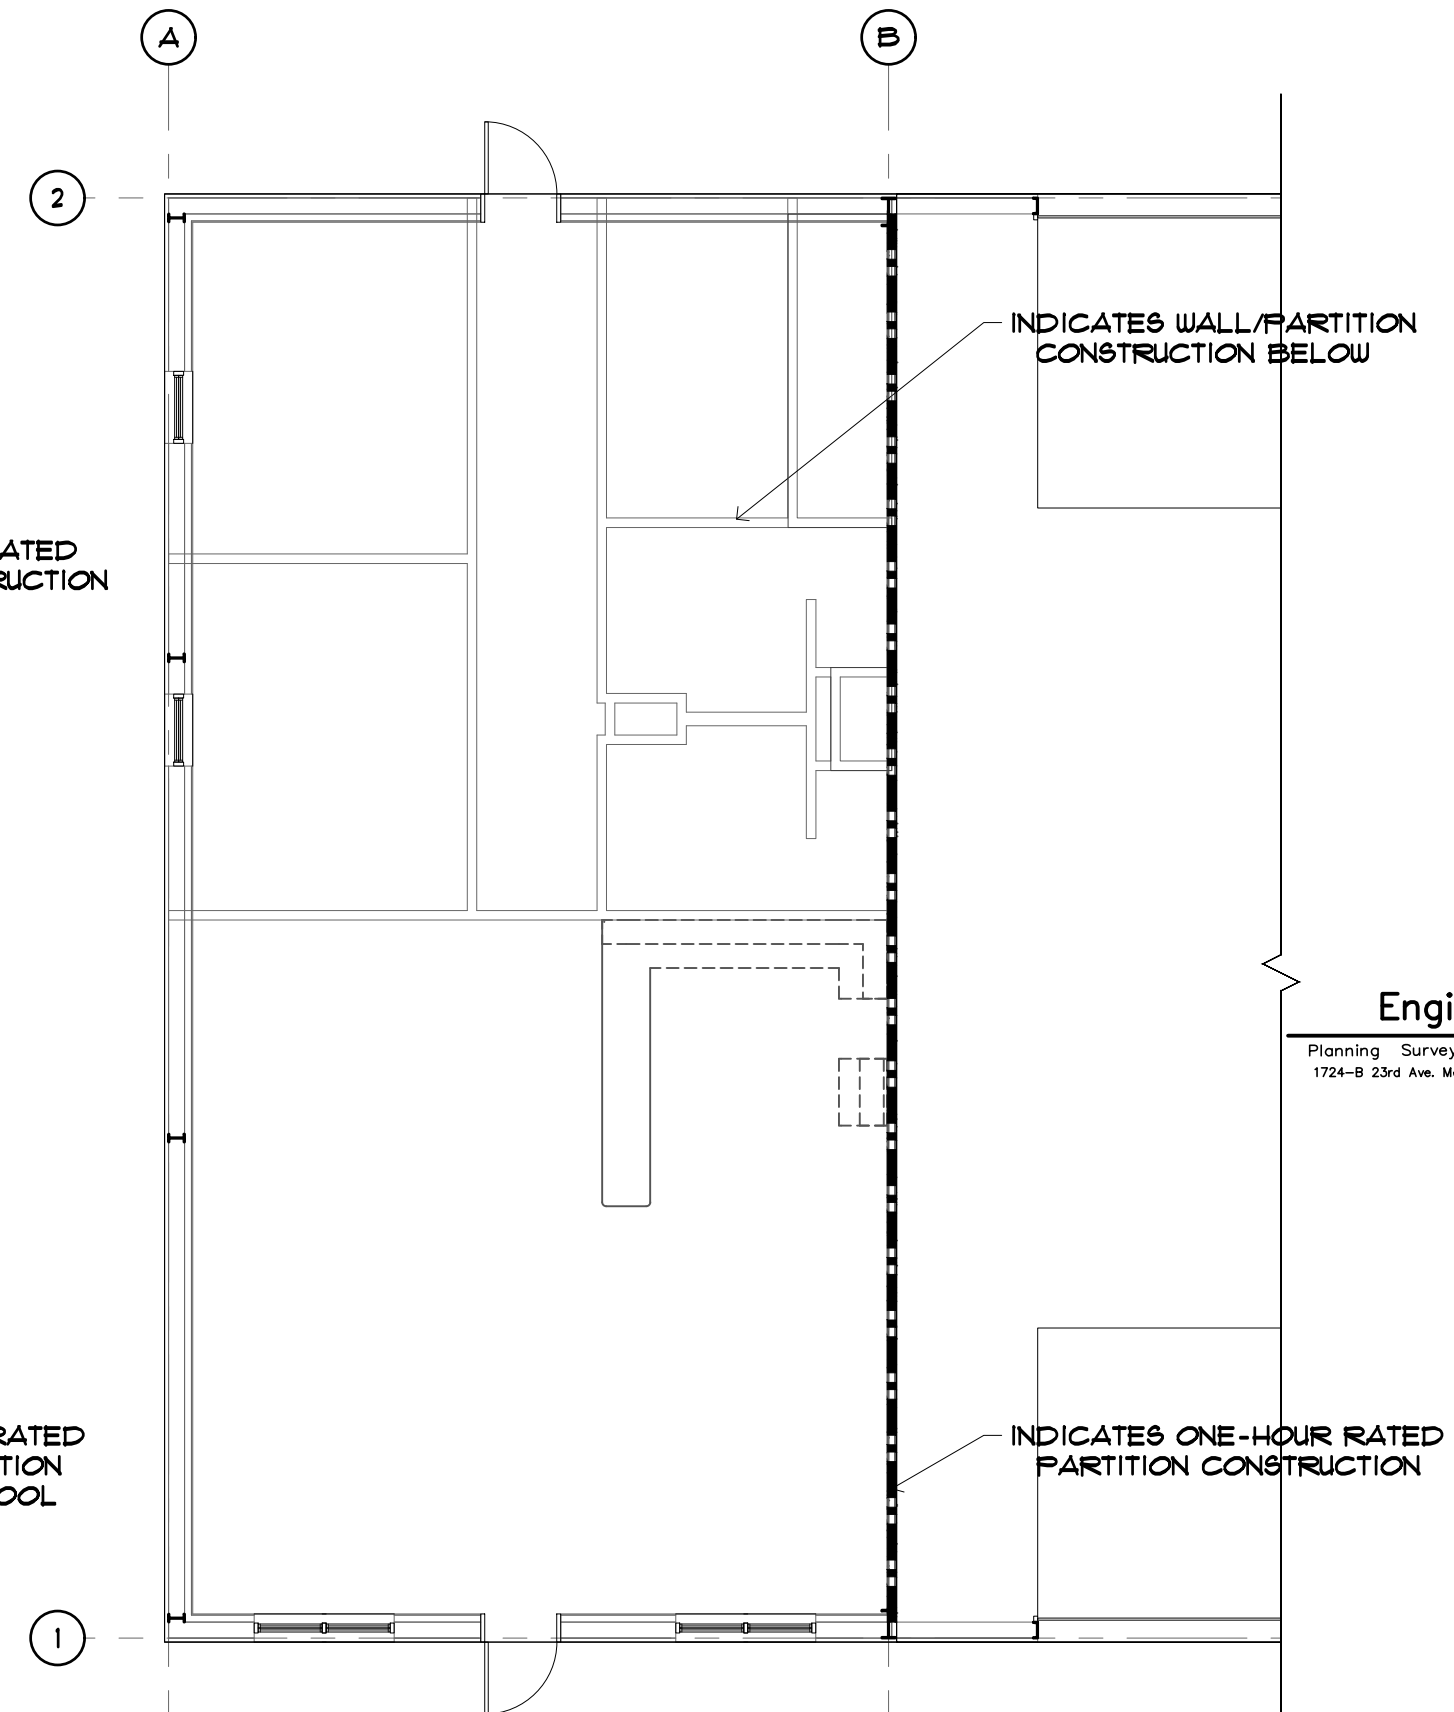 A
B
2
INDICATES WALL/PARTITION
CONSTRUCTION BELOW
ATED
RUCTION
Engi
Planning Survey
1724-B 23rd Ave. M
RATED
TION
OOL
INDICATES ONE-HOUR RATED
PARTITION CONSTRUCTION
1